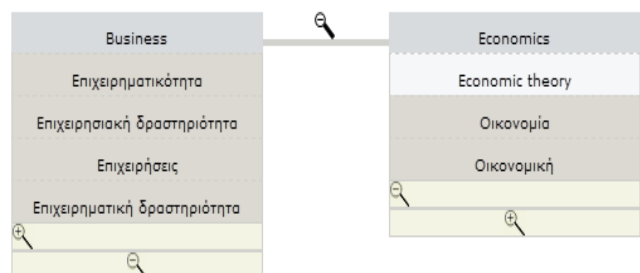 Business
Επιχειρηματικότητα
Επιχειρησιακή δραστηριότητα
Επιχειρήσεις
Επιχειρηματική δραστηριότητα
Economics
Economic theory
Οικονομία
Οικονομική